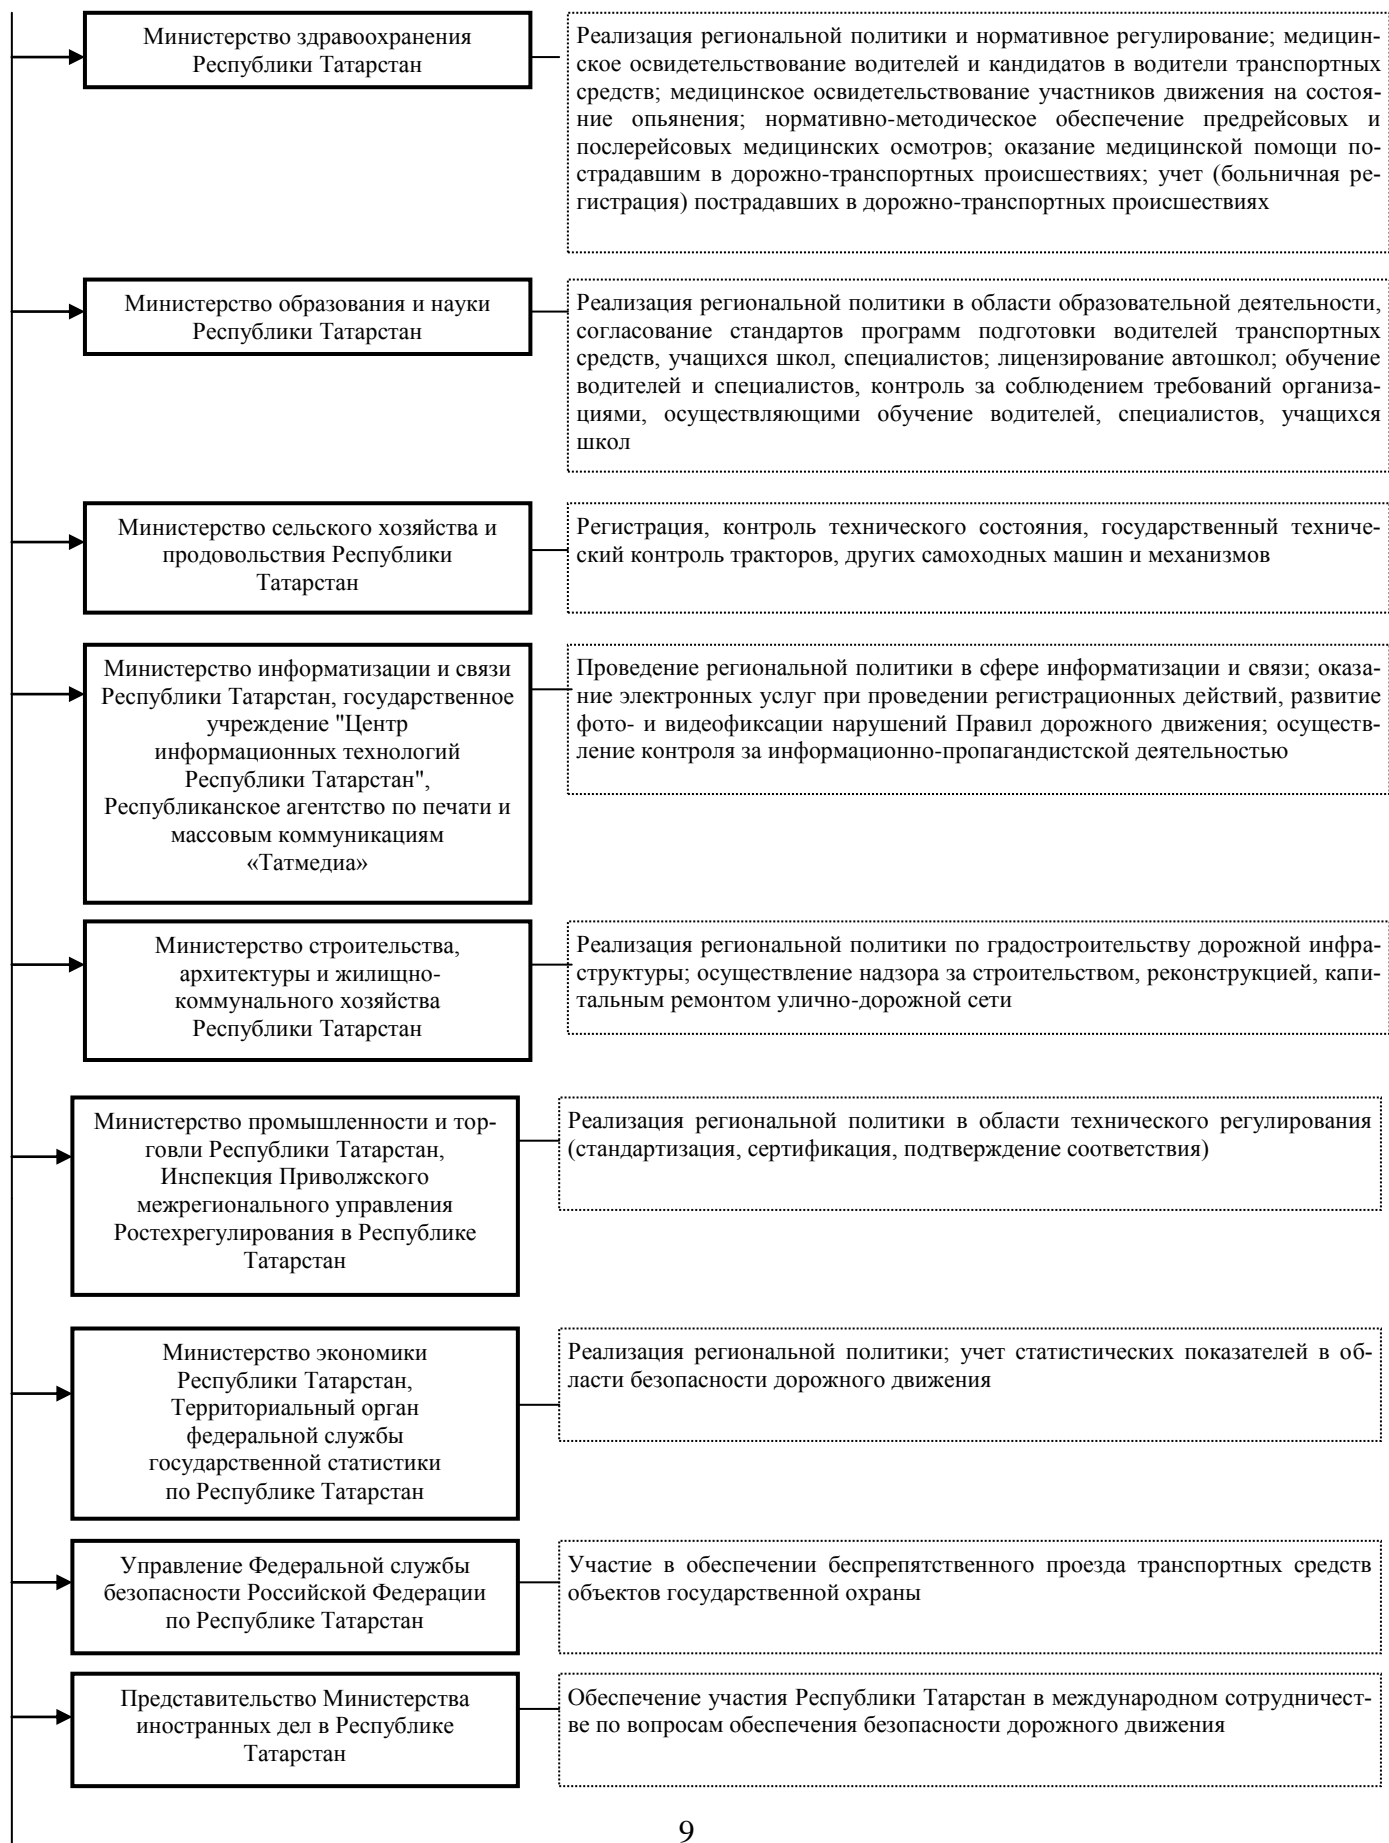 Министерство здравоохранения
Республики Татарстан
Реализация региональной политики и нормативное регулирование; медицин-
ское освидетельствование водителей и кандидатов в водители транспортных
средств; медицинское освидетельствование участников движения на состоя-
ние опьянения; нормативно-методическое обеспечение предрейсовых и
послерейсовых медицинских осмотров; оказание медицинской помощи по-
страдавшим в дорожно-транспортных происшествиях; учет (больничная ре-
гистрация) пострадавших в дорожно-транспортных происшествиях
Министерство образования и науки
Республики Татарстан
Реализация региональной политики в области образовательной деятельности,
согласование стандартов программ подготовки водителей транспортных
средств, учащихся школ, специалистов; лицензирование автошкол; обучение
водителей и специалистов, контроль за соблюдением требований организа-
циями, осуществляющими обучение водителей, специалистов, учащихся
школ
Министерство сельского хозяйства и
продовольствия Республики
Татарстан
Регистрация, контроль технического состояния, государственный техниче-
ский контроль тракторов, других самоходных машин и механизмов
Министерство информатизации и связи
Республики Татарстан, государственное
учреждение "Центр
информационных технологий
Республики Татарстан",
Республиканское агентство по печати и
массовым коммуникациям
«Татмедиа»
Проведение региональной политики в сфере информатизации и связи; оказа-
ние электронных услуг при проведении регистрационных действий, развитие
фото- и видеофиксации нарушений Правил дорожного движения; осуществ-
ление контроля за информационно-пропагандистской деятельностью
Министерство строительства,
архитектуры и жилищно-
коммунального хозяйства
Республики Татарстан
Реализация региональной политики по градостроительству дорожной инфра-
структуры; осуществление надзора за строительством, реконструкцией, капи-
тальным ремонтом улично-дорожной сети
Министерство промышленности и тор-
говли Республики Татарстан,
Инспекция Приволжского
межрегионального управления
Ростехрегулирования в Республике
Татарстан
Реализация региональной политики в области технического регулирования
(стандартизация, сертификация, подтверждение соответствия)
Министерство экономики
Республики Татарстан,
Территориальный орган
федеральной службы
государственной статистики
по Республике Татарстан
Реализация региональной политики; учет статистических показателей в об-
ласти безопасности дорожного движения
Управление Федеральной службы
безопасности Российской Федерации
по Республике Татарстан
Участие в обеспечении беспрепятственного проезда транспортных средств
объектов государственной охраны
Представительство Министерства
иностранных дел в Республике
Татарстан
Обеспечение участия Республики Татарстан в международном сотрудничест-
ве по вопросам обеспечения безопасности дорожного движения
9